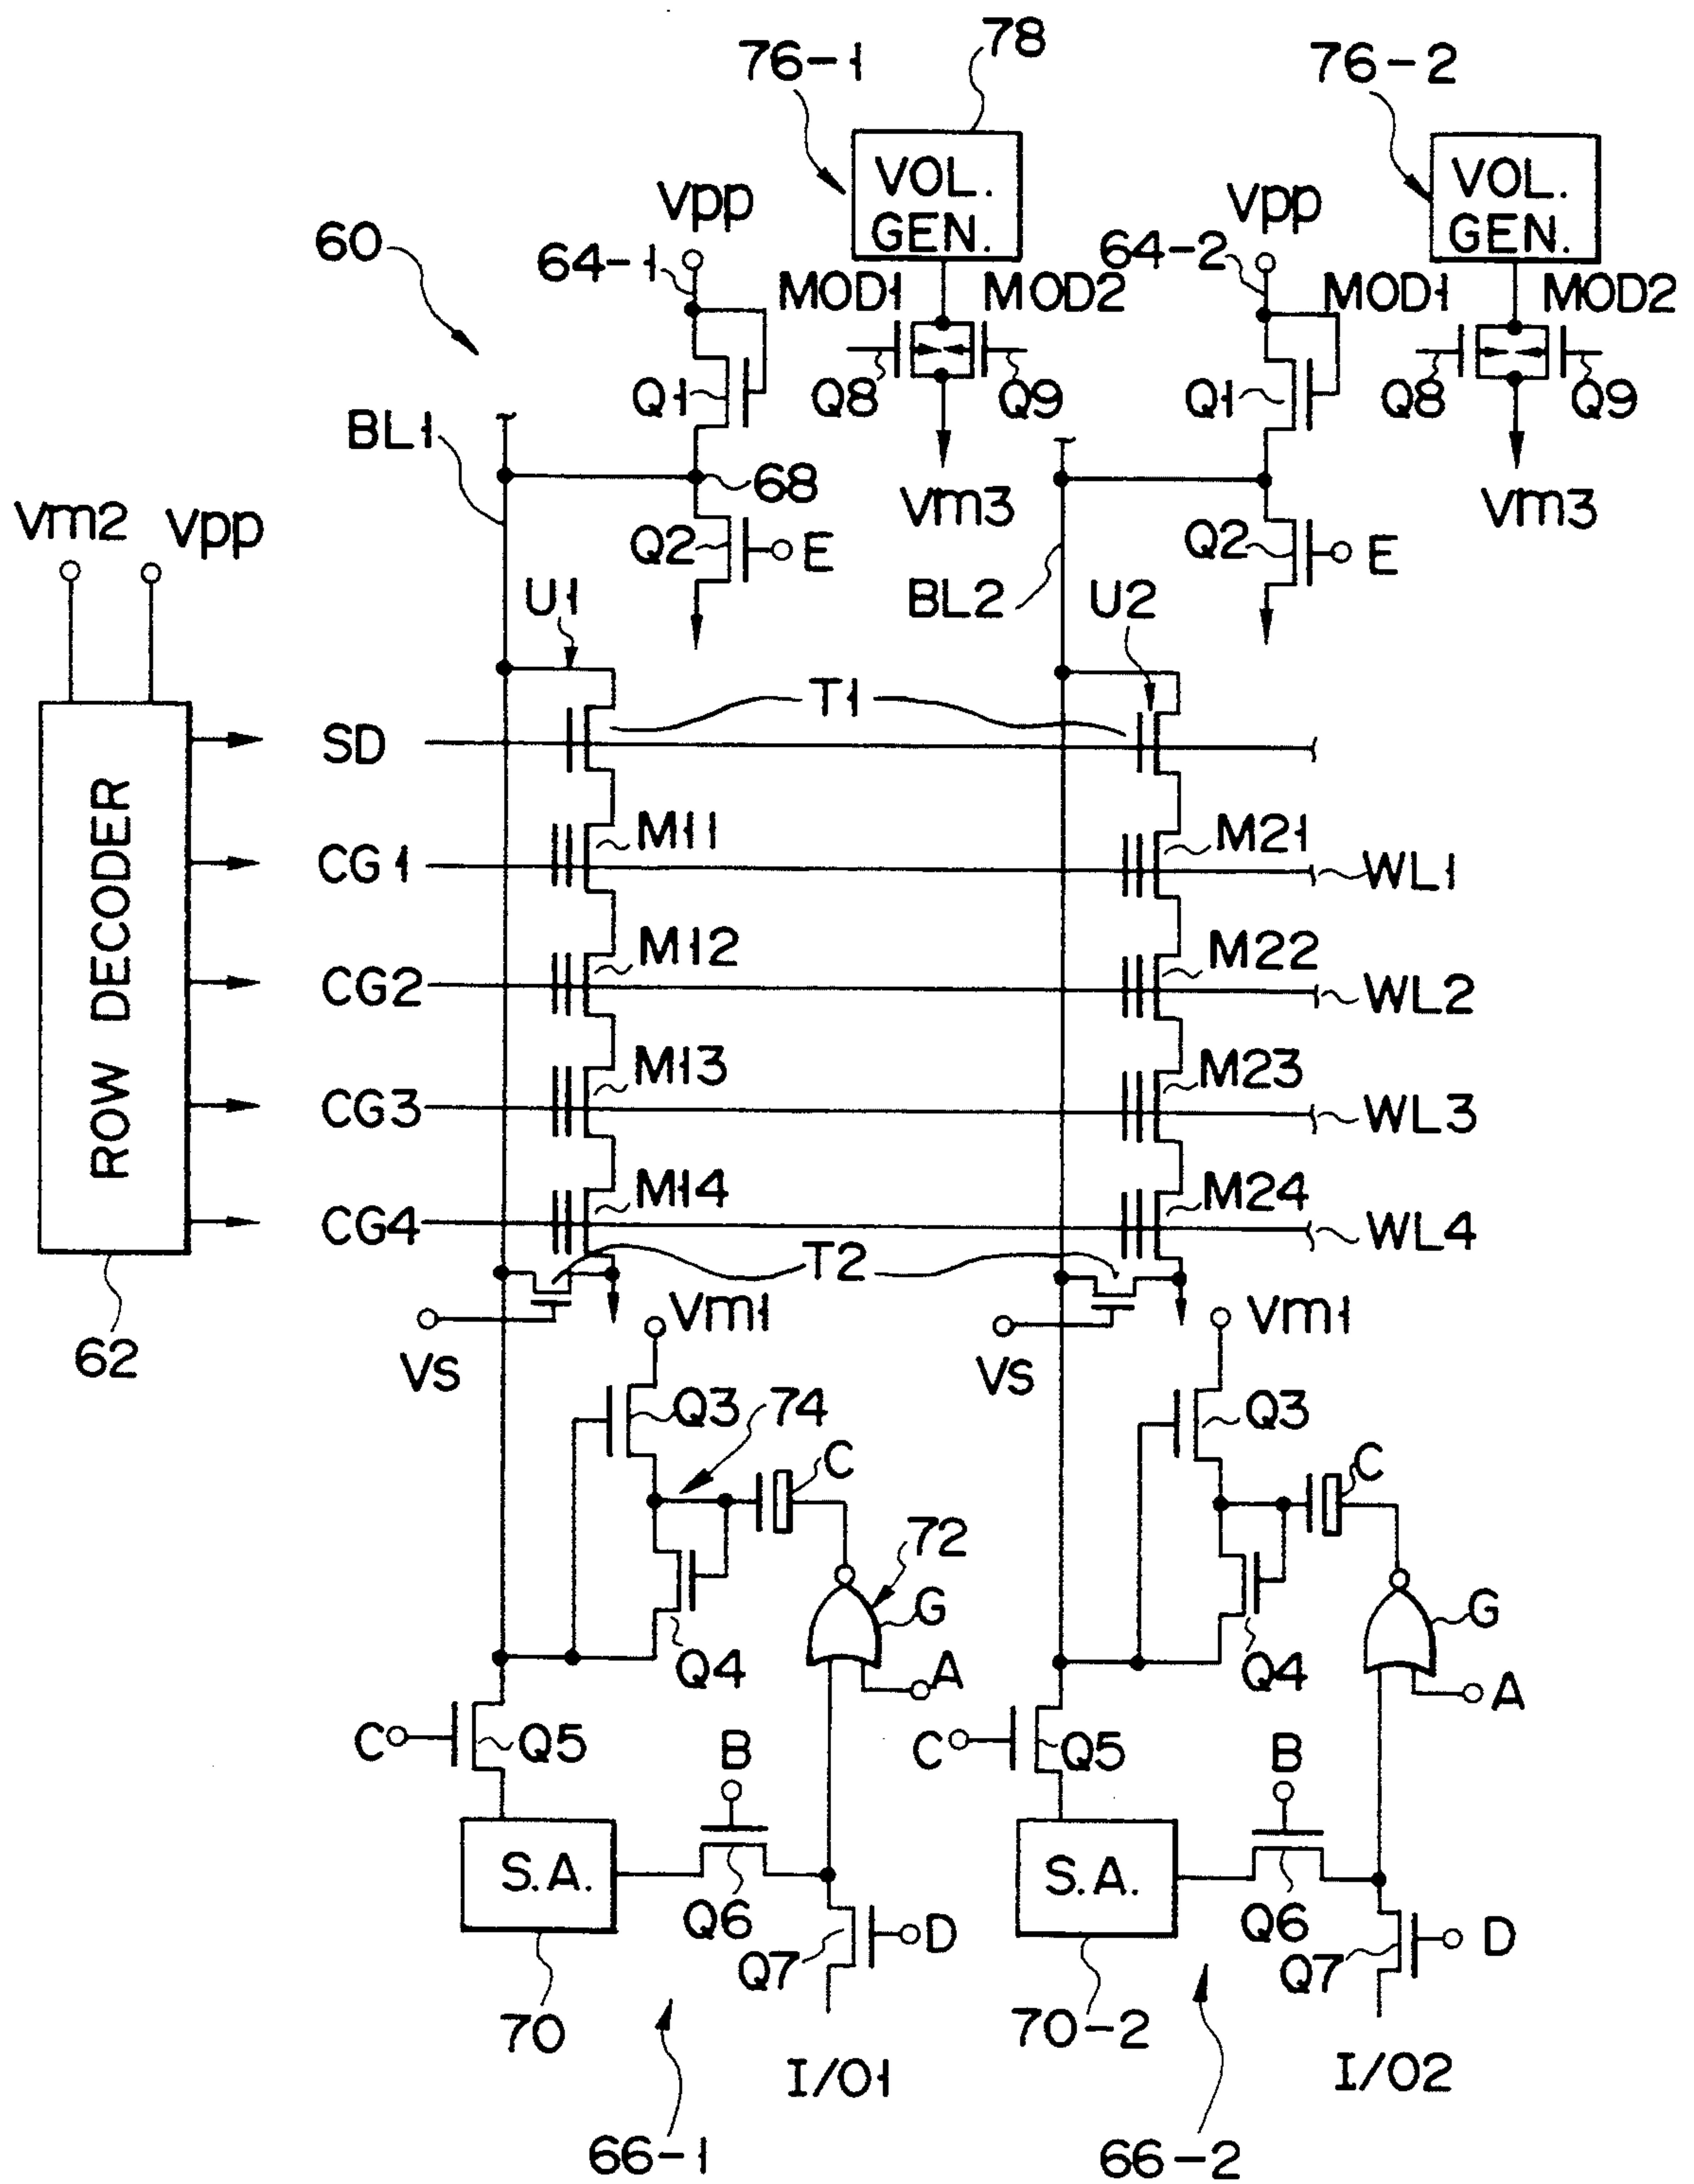 76-1
78
76-2
VOL.
GEN.
VOL.
GEN.
Vpp
Vpp
60
64-1
64-2
MOD1
MOD2
MOD1
MOD2
Q1
Q8
Q9
Q1
Q8
Q9
BL1
68
Vm3
Vm3
Vm2
Vpp
Q2
E
Q2
E
U1
BL2
U2
T1
SD
M11
M21
CG1
WL1
M12
M22
CG2
WL2
ROW DECODER
M13
M23
CG3
WL3
M14
M24
CG4
WL4
T2
62
Vm1
Vm1
VS
VS
Q3
74
Q3
C
C
72
G
G
Q4
A
Q4
A
C
Q5
B
C
Q5
B
S.A.
S.A.
Q6
D
Q6
D
Q7
Q7
70
70-2
I/O1
I/O2
66-1
66-2